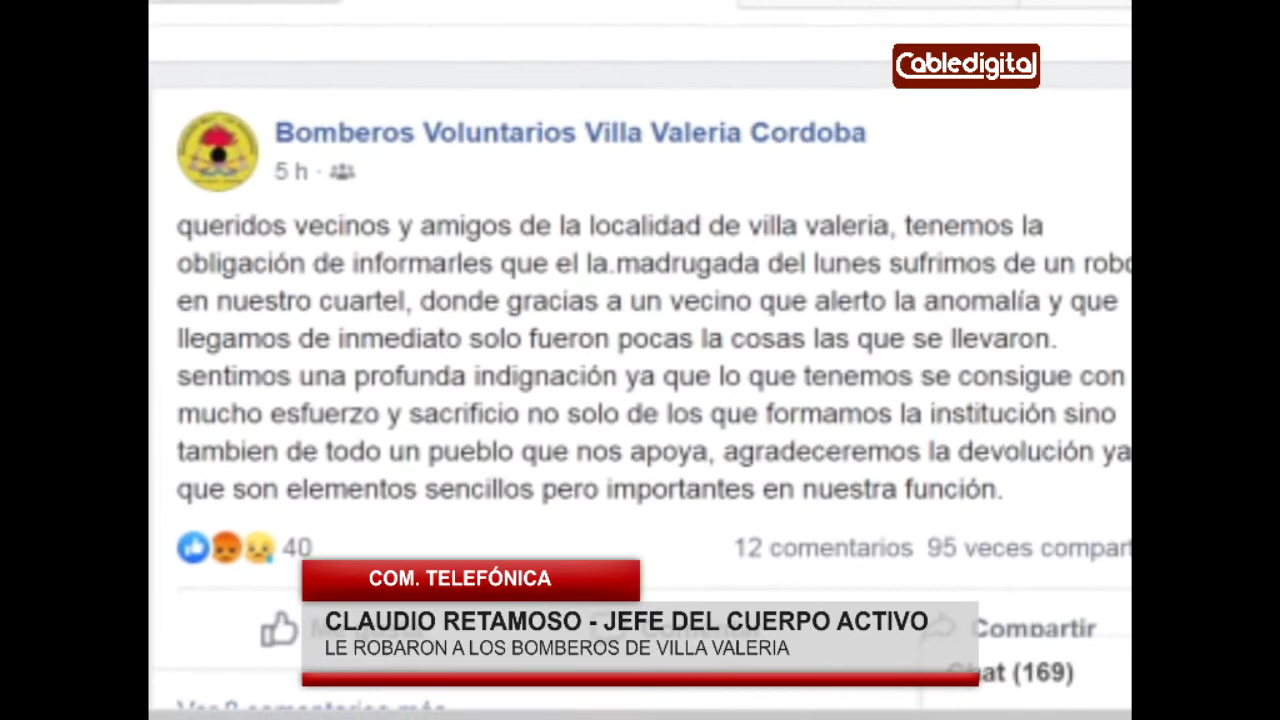 Cabledigital
Bomberos Voluntarios Villa Valeria Cordoba
5 h ·
queridos vecinos y amigos de la localidad de villa valeria, tenemos la
obligación de informarles que el la.madrugada del lunes sufrimos de un robo
en nuestro cuartel, donde gracias a un vecino que alerto la anomalía y que
llegamos de inmediato solo fueron pocas la cosas las que se llevaron.
sentimos una profunda indignación ya que lo que tenemos se consigue con
mucho esfuerzo y sacrificio no solo de los que formamos la institución sino
tambien de todo un pueblo que nos apoya, agradeceremos la devolución ya
que son elementos sencillos pero importantes en nuestra función.
40
12 comentarios 95 veces compart
COM. TELEFÓNICA
CLAUDIO RETAMOSO - JEFE DEL CUERPO ACTIVO
LE ROBARON A LOS BOMBEROS DE VILLA VALERIA
Compartir
Chat (169)